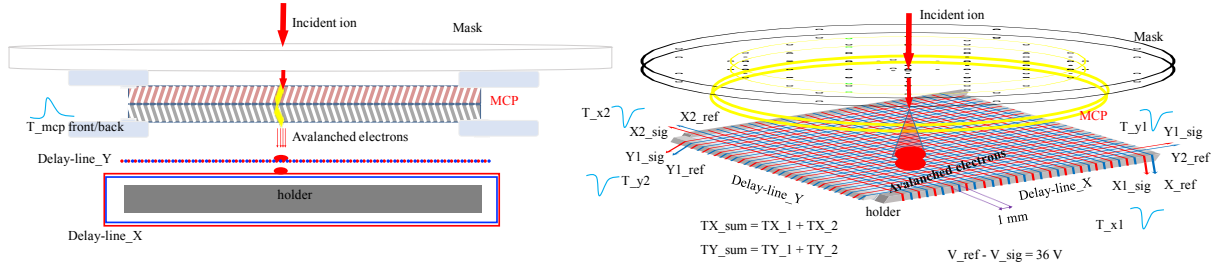 Incident ion
Mask
MCP
T_mcp front/back
Avalanched electrons
Delay-line_Y
holder
Delay-line_X
Incident ion
Mask
MCP
T_x2
X2_ref
X2_sig
Y1_sig
Y1_ref
T_y2
T_y1
Y1_sig
Y2_ref
X1_sig
X_ref
T_x1
Avalanched electrons
Delay-line_Y
Delay-line_X
holder
1 mm
TX_sum = TX_1 + TX_2
TY_sum = TY_1 + TY_2
V_ref - V_sig = 36 V